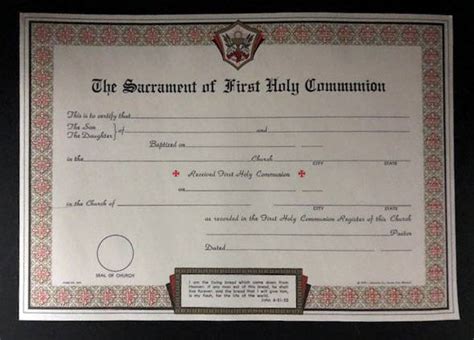 The Sacrament of First Holy Communion
This is to certify that
The Son
The Daughter } of and
Baptized on
in the Church
CITY STATE
Received First Holy Communion
on
in the Church of
CITY STATE
as recorded in the First Holy Communion Register of this Church
Pastor
Dated
SEAL OF CHURCH
I am the living bread which came down from
Heaven: if any man eat of this bread, he shall
live forever: and the bread that I will give him,
is my flesh, for the life of the world.
John 6-51-52